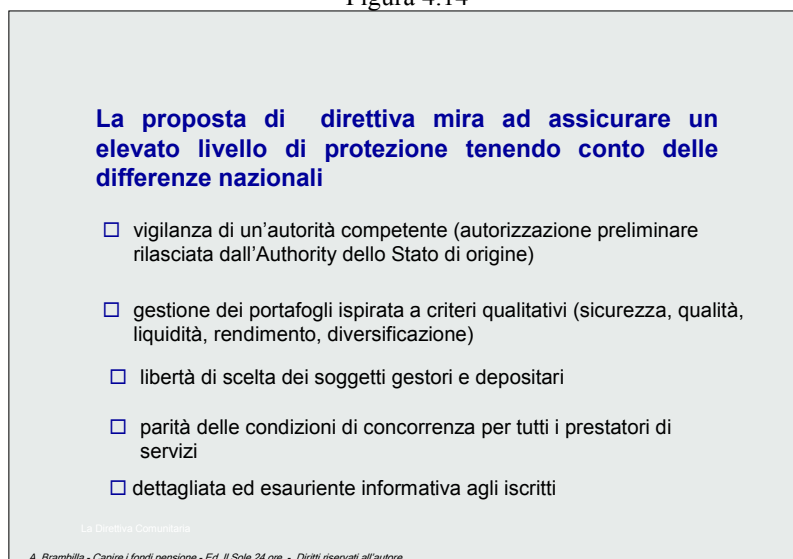 Figura 4.14
La proposta di direttiva mira ad assicurare un
elevato livello di protezione tenendo conto delle
differenze nazionali
vigilanza di un'autorità competente (autorizzazione preliminare
rilasciata dall'Authority dello Stato di origine)
gestione dei portafogli ispirata a criteri qualitativi (sicurezza, qualità,
liquidità, rendimento, diversificazione)
libertà di scelta dei soggetti gestori e depositari
parità delle condizioni di concorrenza per tutti i prestatori di
servizi
dettagliata ed esauriente informativa agli iscritti
La Direttiva Comunitaria
A. Brambilla - Capire i fondi pensione - Ed. Il Sole 24 ore - Diritti riservati all'autore